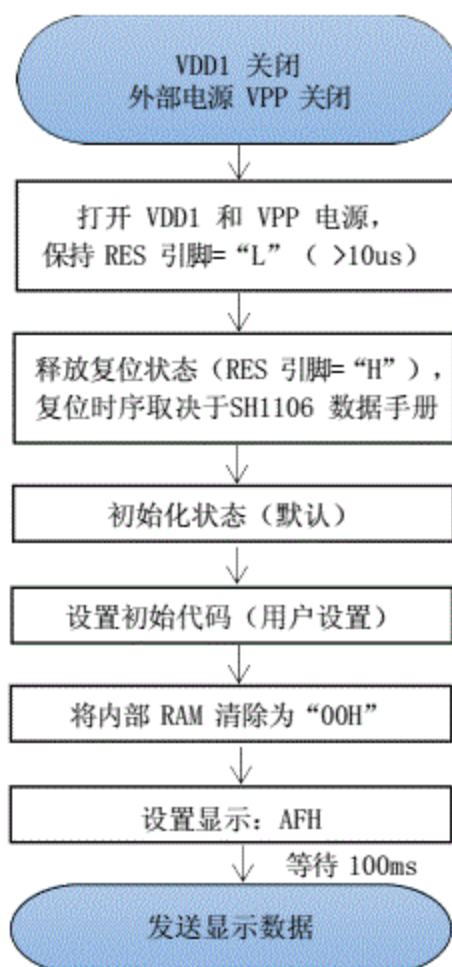 VDD1 关闭
外部电源 VPP 关闭
打开 VDD1 和 VPP 电源，
保持 RES 引脚=“L”（ >10us）
释放复位状态（RES 引脚=“H”），
复位时序取决于SH1106 数据手册
初始化状态（默认）
设置初始代码（用户设置）
将内部 RAM 清除为“00H”
设置显示：AFH
等待 100ms
发送显示数据